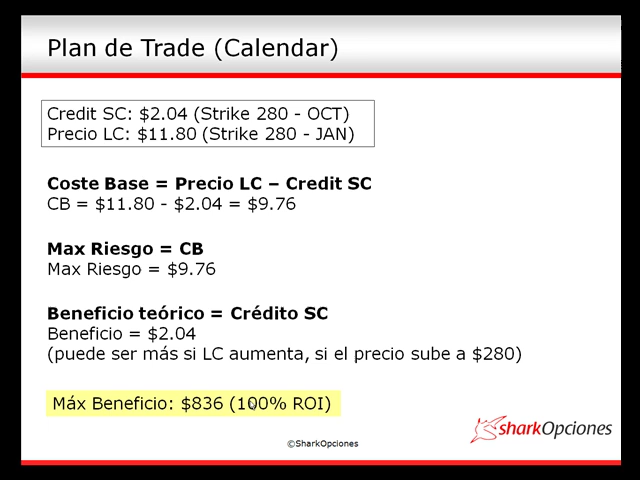 Plan de Trade (Calendar)
Credit SC: $2.04 (Strike 280 - OCT)
Precio LC: $11.80 (Strike 280 - JAN)
Coste Base = Precio LC – Credit SC
CB = $11.80 - $2.04 = $9.76
Max Riesgo = CB
Max Riesgo = $9.76
Beneficio teórico = Crédito SC
Beneficio = $2.04
(puede ser más si LC aumenta, si el precio sube a $280)
Máx Beneficio: $836 (100% ROI)
sharkOpciones
©SharkOpciones